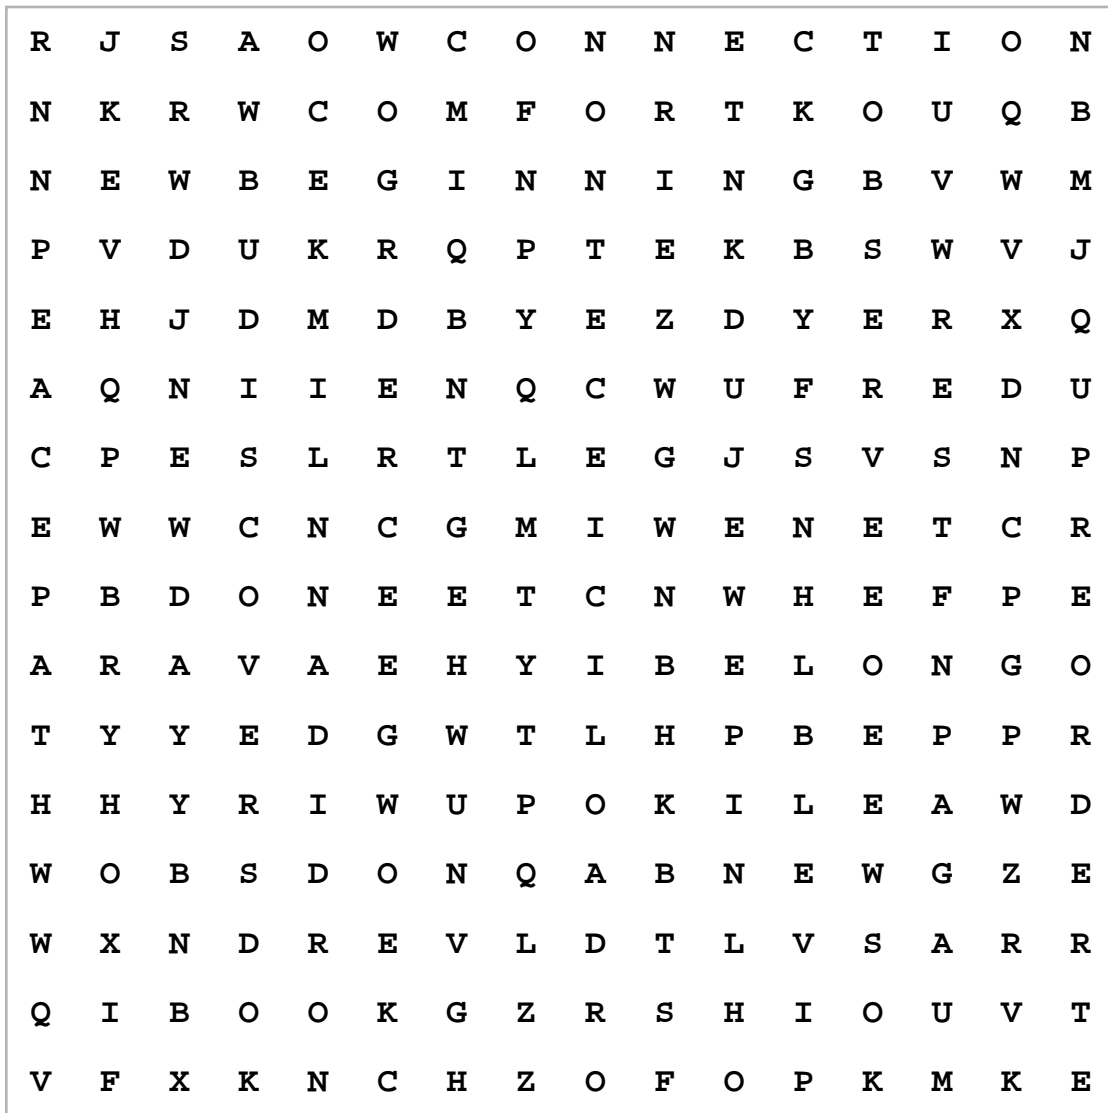 R J S A O W C O N N E C T I O N
N K R W C O M F O R T K O U Q B
N E W B E G I N N I N G B V W M
P V D U K R Q P T E K B S W V J
E H J D M D B Y E Z D Y E R X Q
A Q N I I E N Q C W U F R E D U
C P E S L R T L E G J S V S N P
E W W C N C G M I W E N E T C R
P B D O N E E T C N W H E F P E
A R A V A E H Y I B E L O N G O
T Y Y E D G W T L H P B E P P R
H H Y R I W U P O K I L E A W D
W O B S D O N Q A B N E W G Z E
W X N D R E V L D T L V S A R R
Q I B O O K G Z R S H I O U V T
V F X K N C H Z O F O P K M K E